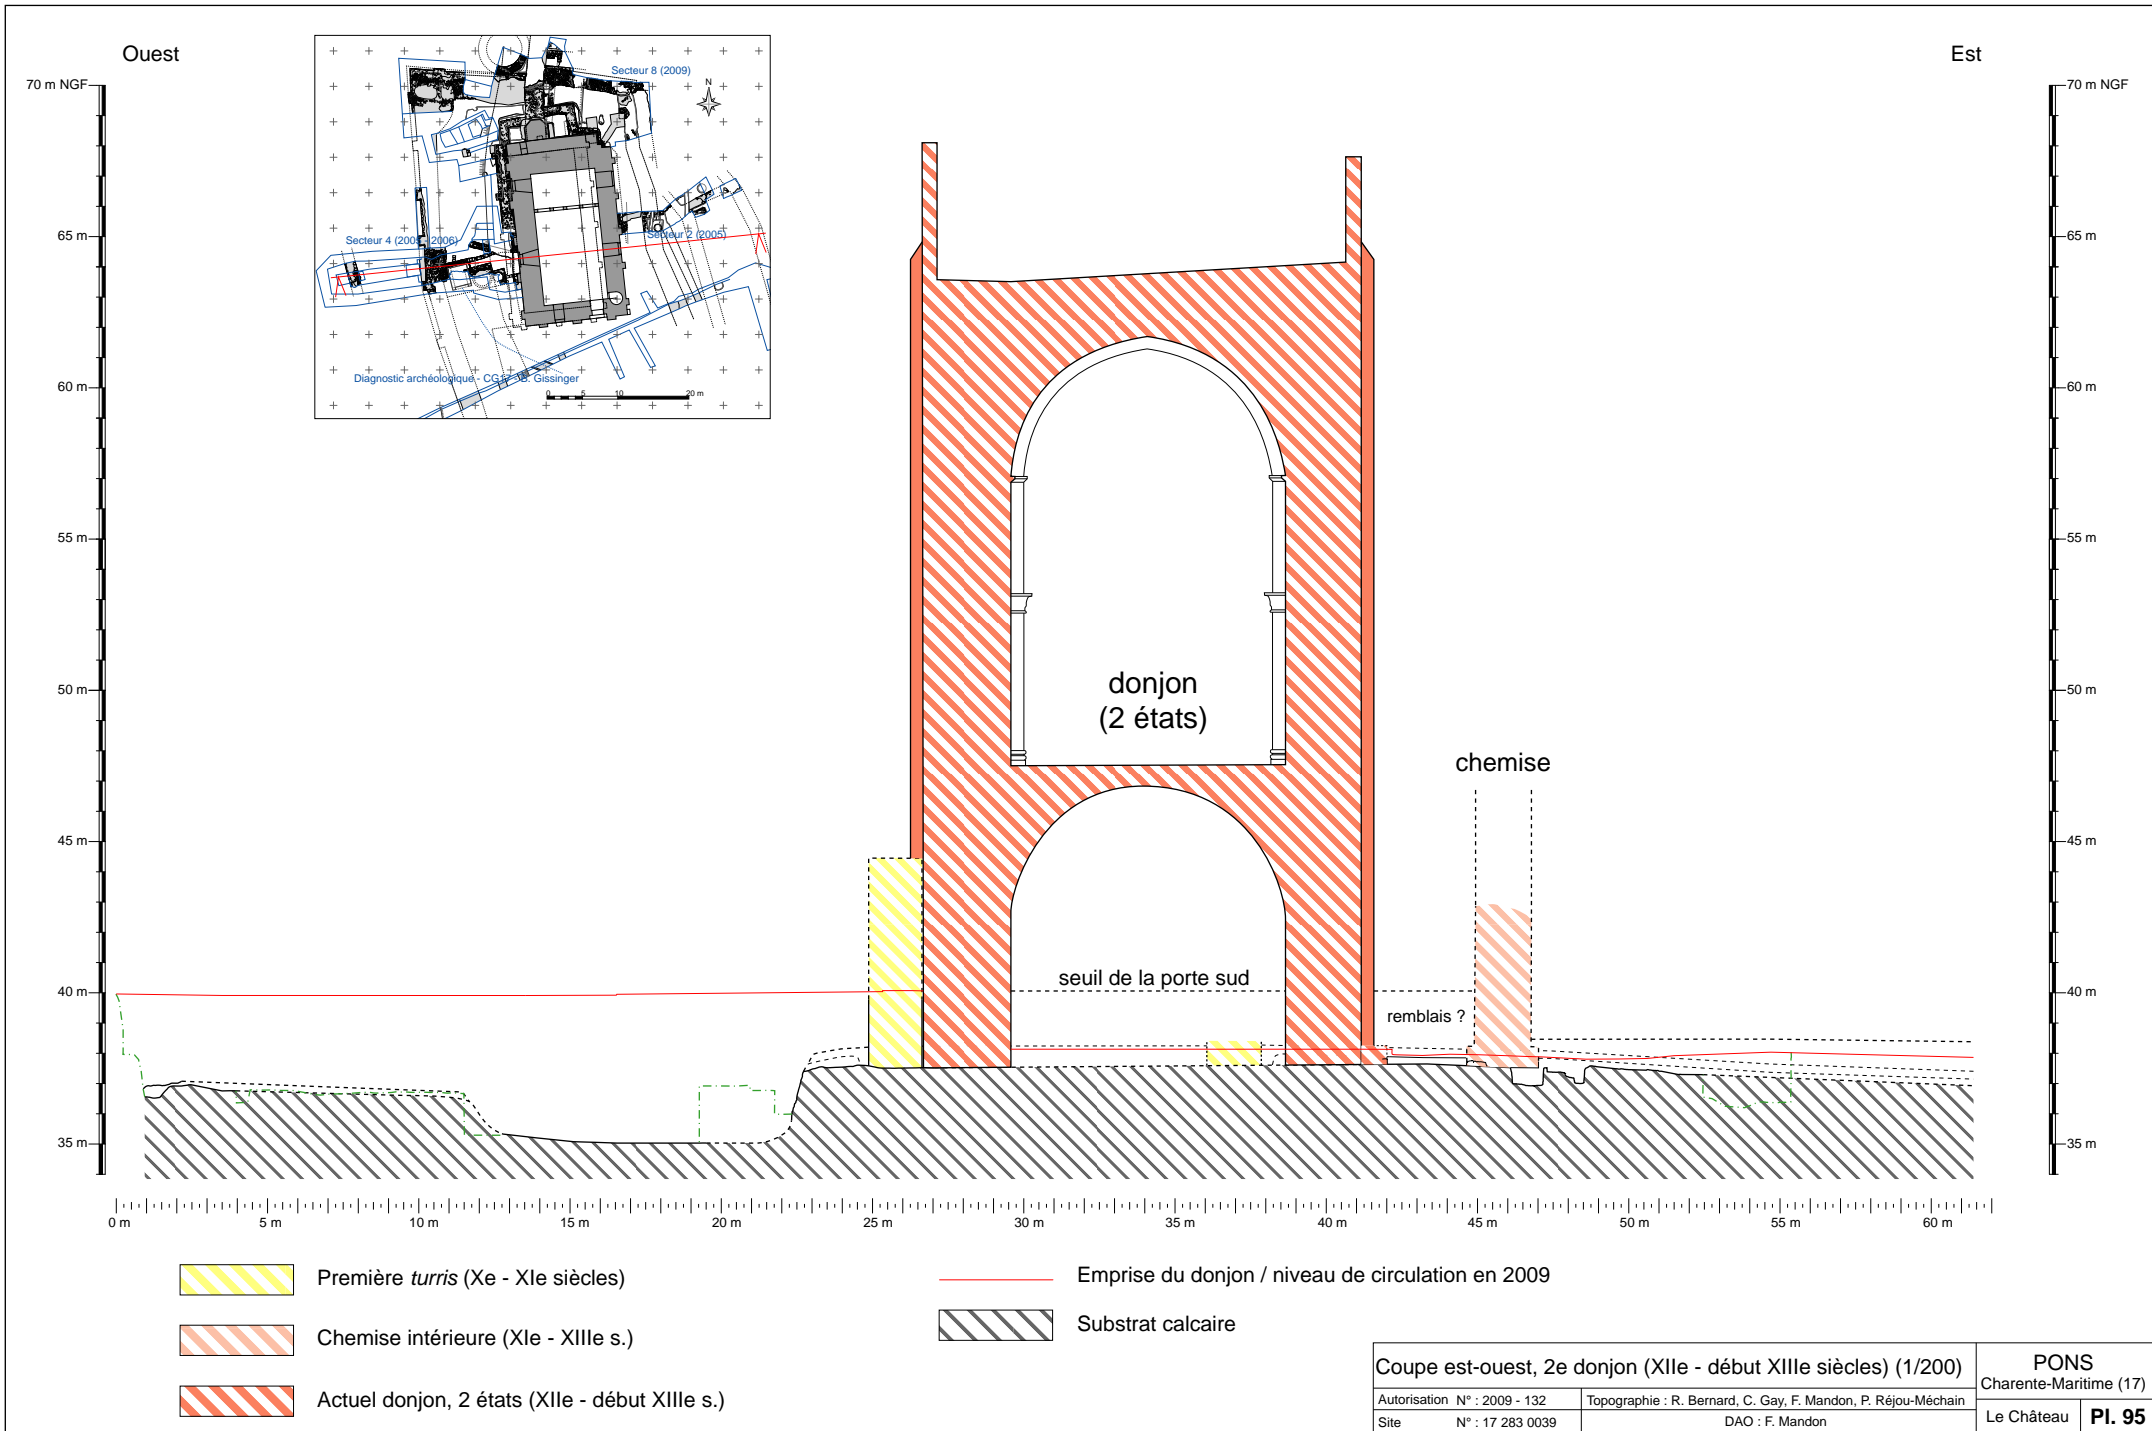 Ouest
Est
70 m NGF
65 m
60 m
55 m
50 m
45 m
40 m
35 m
70 m NGF
65 m
60 m
55 m
50 m
45 m
40 m
35 m
Secteur 8 (2009)
N
Secteur 4 (2005 - 2006)
Secteur 2 (2005)
Diagnostic archéologique - CG17 - B. Gissinger
0 5 10 20 m
donjon
(2 états)
chemise
seuil de la porte sud
remblais ?
0 m 5 m 10 m 15 m 20 m 25 m 30 m 35 m 40 m 45 m 50 m 55 m 60 m
Première turris (Xe - XIe siècles)
Chemise intérieure (XIe - XIIIe s.)
Actuel donjon, 2 états (XIIe - début XIIIe s.)
Emprise du donjon / niveau de circulation en 2009
Substrat calcaire
Coupe est-ouest, 2e donjon (XIIe - début XIIIe siècles) (1/200)
Autorisation N° : 2009 - 132
Topographie : R. Bernard, C. Gay, F. Mandon, P. Réjou-Méchain
Site N° : 17 283 0039
DAO : F. Mandon
PONS
Charente-Maritime (17)
Le Château
Pl. 95